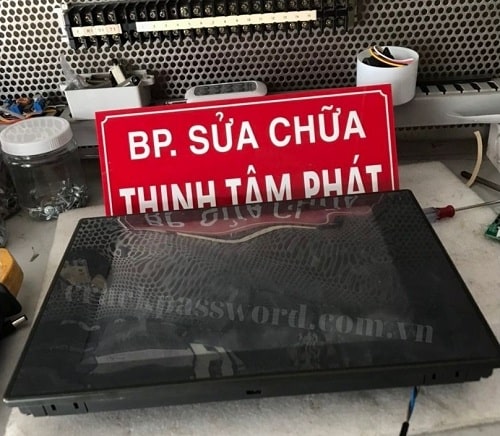 BP. SỬA CHỮA
THỊNH TÂM PHÁT
crackpassword.com.vn